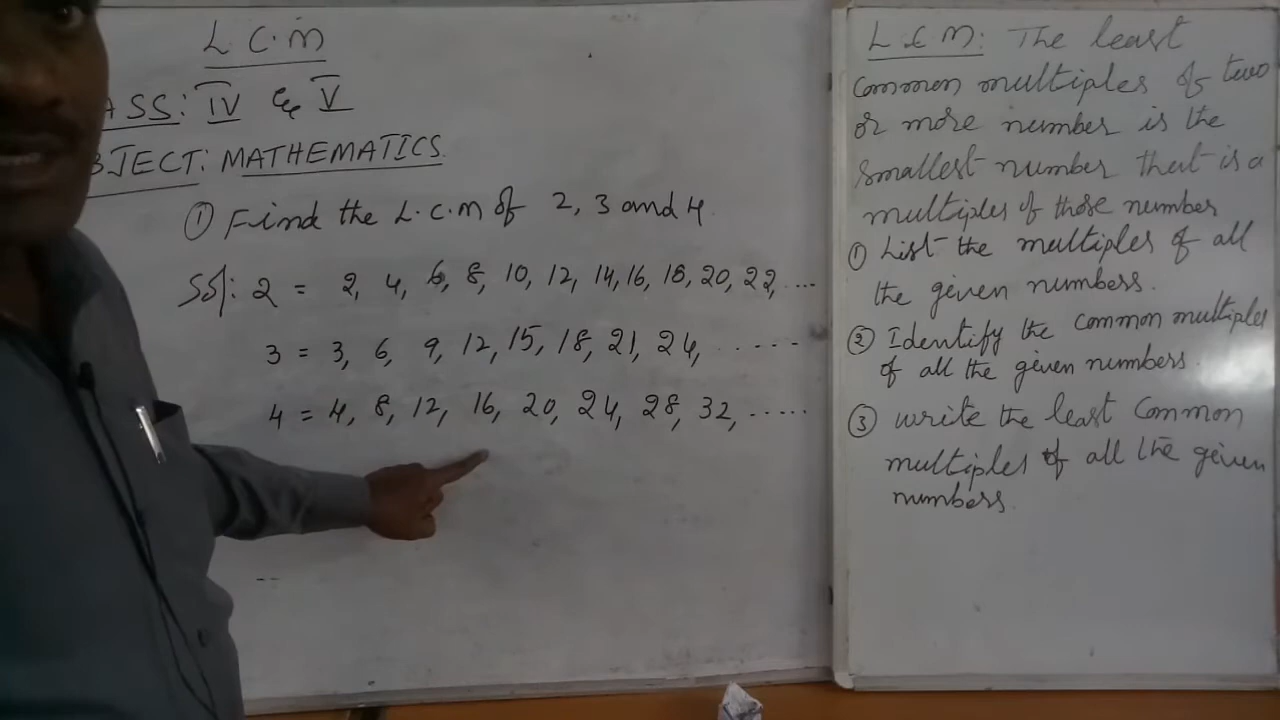 L.C.M
ASS: IV & V
BJECT: MATHEMATICS
① Find the L.C.M of 2, 3 and 4.
Sol: 2 = 2, 4, 6, 8, 10, 12, 14, 16, 18, 20, 22, ....
3 = 3, 6, 9, 12, 15, 18, 21, 24, .......
4 = 4, 8, 12, 16, 20, 24, 28, 32, ......
L.C.M: The least
Common multiples of two
or more number is the
smallest number that is a
multiples of those number
① List the multiples of all
the given numbers.
② Identify the common multiples
of all the given numbers.
③ write the least common
multiples of all the given
numbers.